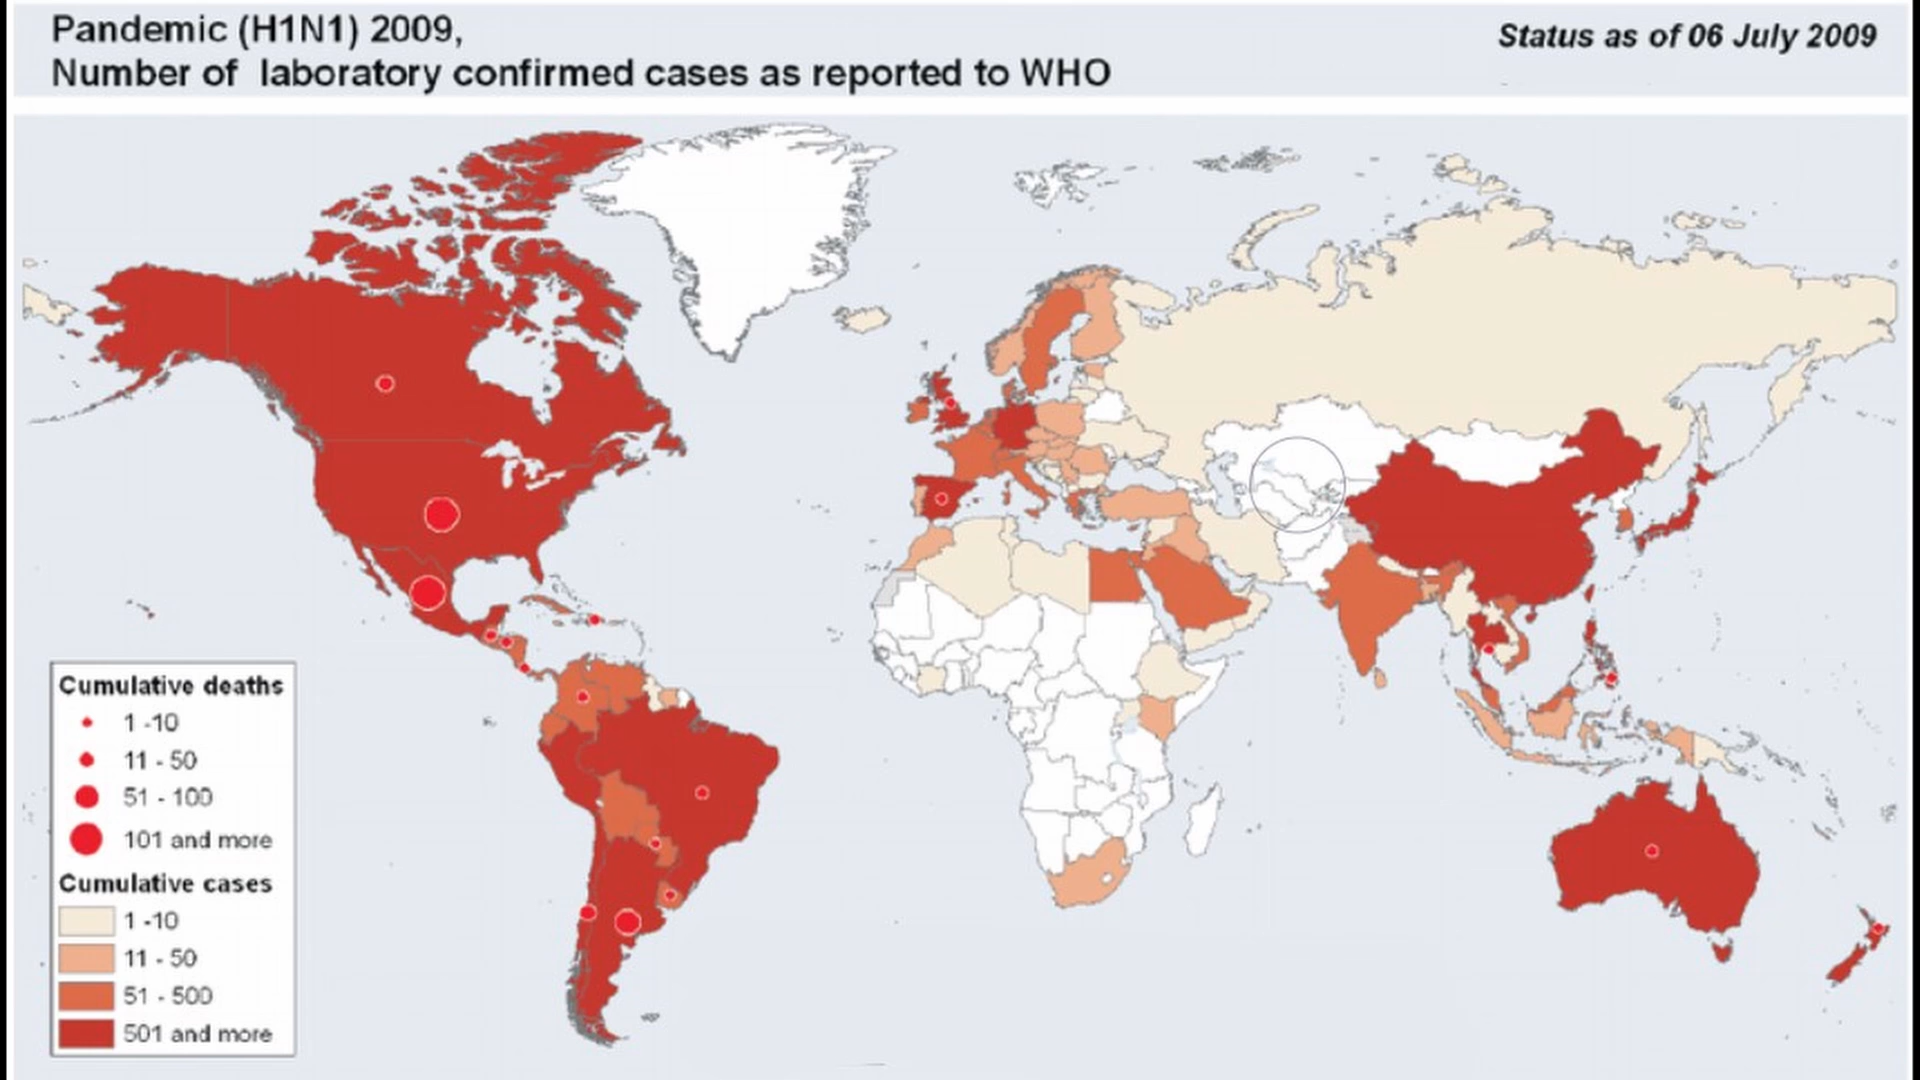 Pandemic (H1N1) 2009,
Number of laboratory confirmed cases as reported to WHO
Status as of 06 July 2009
Cumulative deaths
1 -10
11 - 50
51 - 100
101 and more
Cumulative cases
1 -10
11 - 50
51 - 500
501 and more